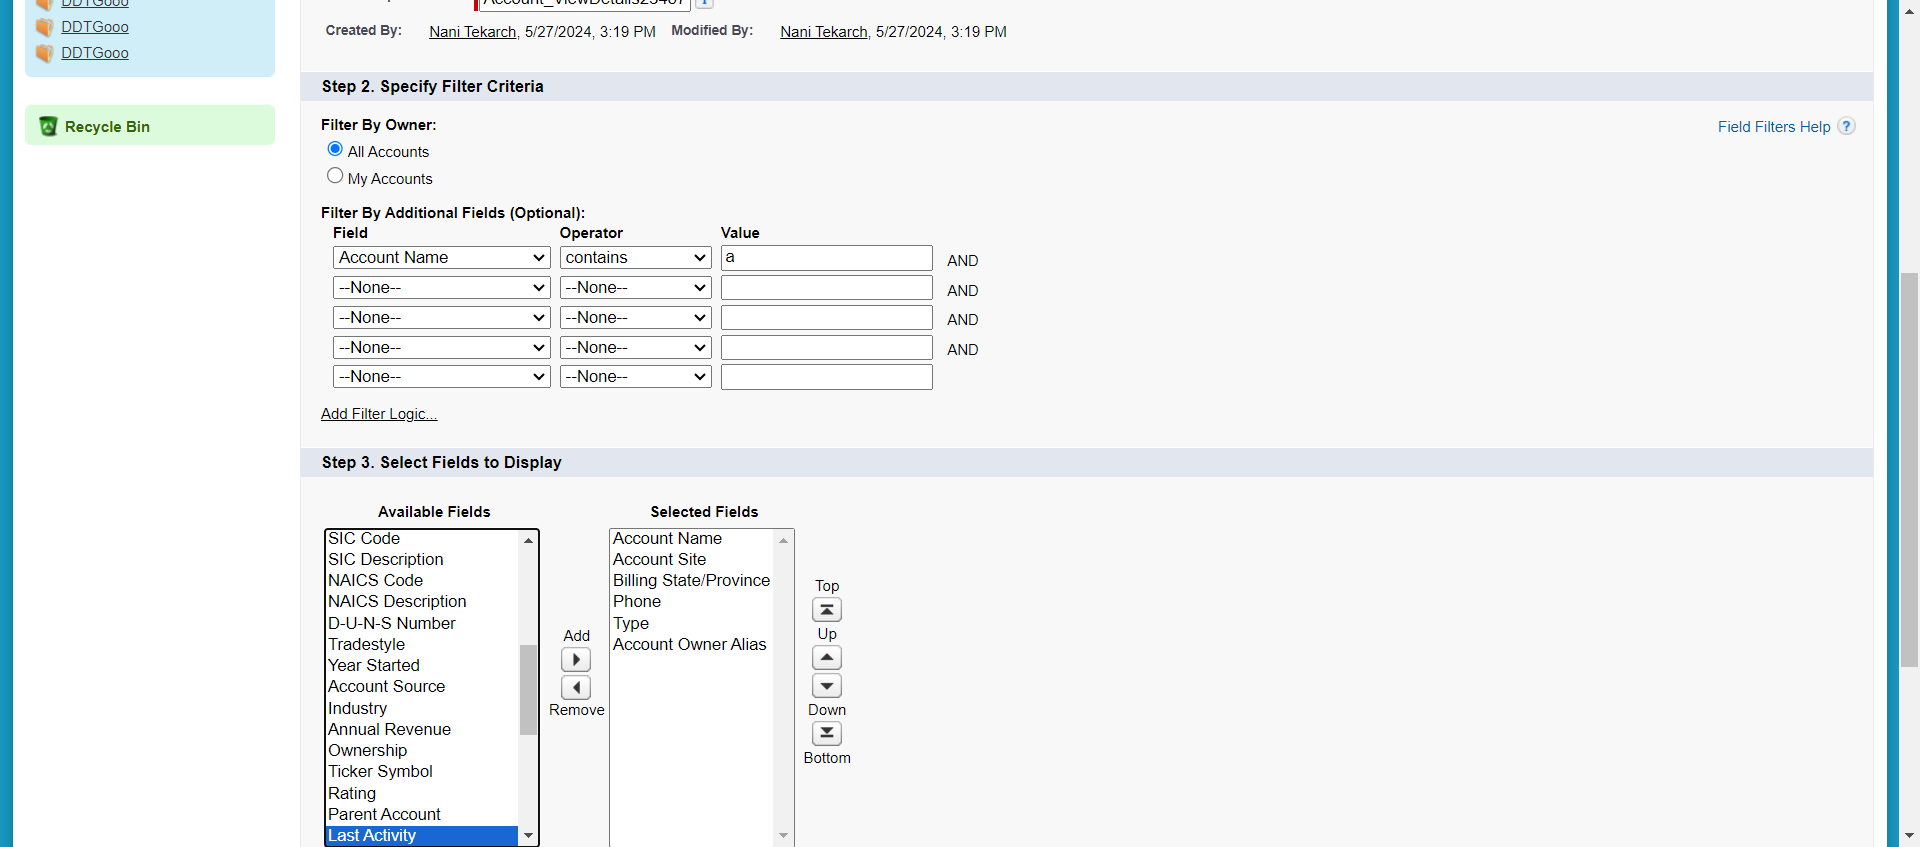 DDTGooo
DDTGooo
DDTGooo
Recycle Bin
Created By: Nani Tekarch, 5/27/2024, 3:19 PM Modified By: Nani Tekarch, 5/27/2024, 3:19 PM
Step 2. Specify Filter Criteria
Filter By Owner:
Field Filters Help ?
All Accounts
My Accounts
Filter By Additional Fields (Optional):
Field Operator Value
Account Name contains a AND
--None-- --None-- AND
--None-- --None-- AND
--None-- --None-- AND
--None-- --None--
Add Filter Logic...
Step 3. Select Fields to Display
Available Fields
SIC Code
SIC Description
NAICS Code
NAICS Description
D-U-N-S Number
Tradestyle
Year Started
Account Source
Industry
Annual Revenue
Ownership
Ticker Symbol
Rating
Parent Account
Last Activity
Add
Remove
Selected Fields
Account Name
Account Site
Billing State/Province
Phone
Type
Account Owner Alias
Top
Up
Down
Bottom